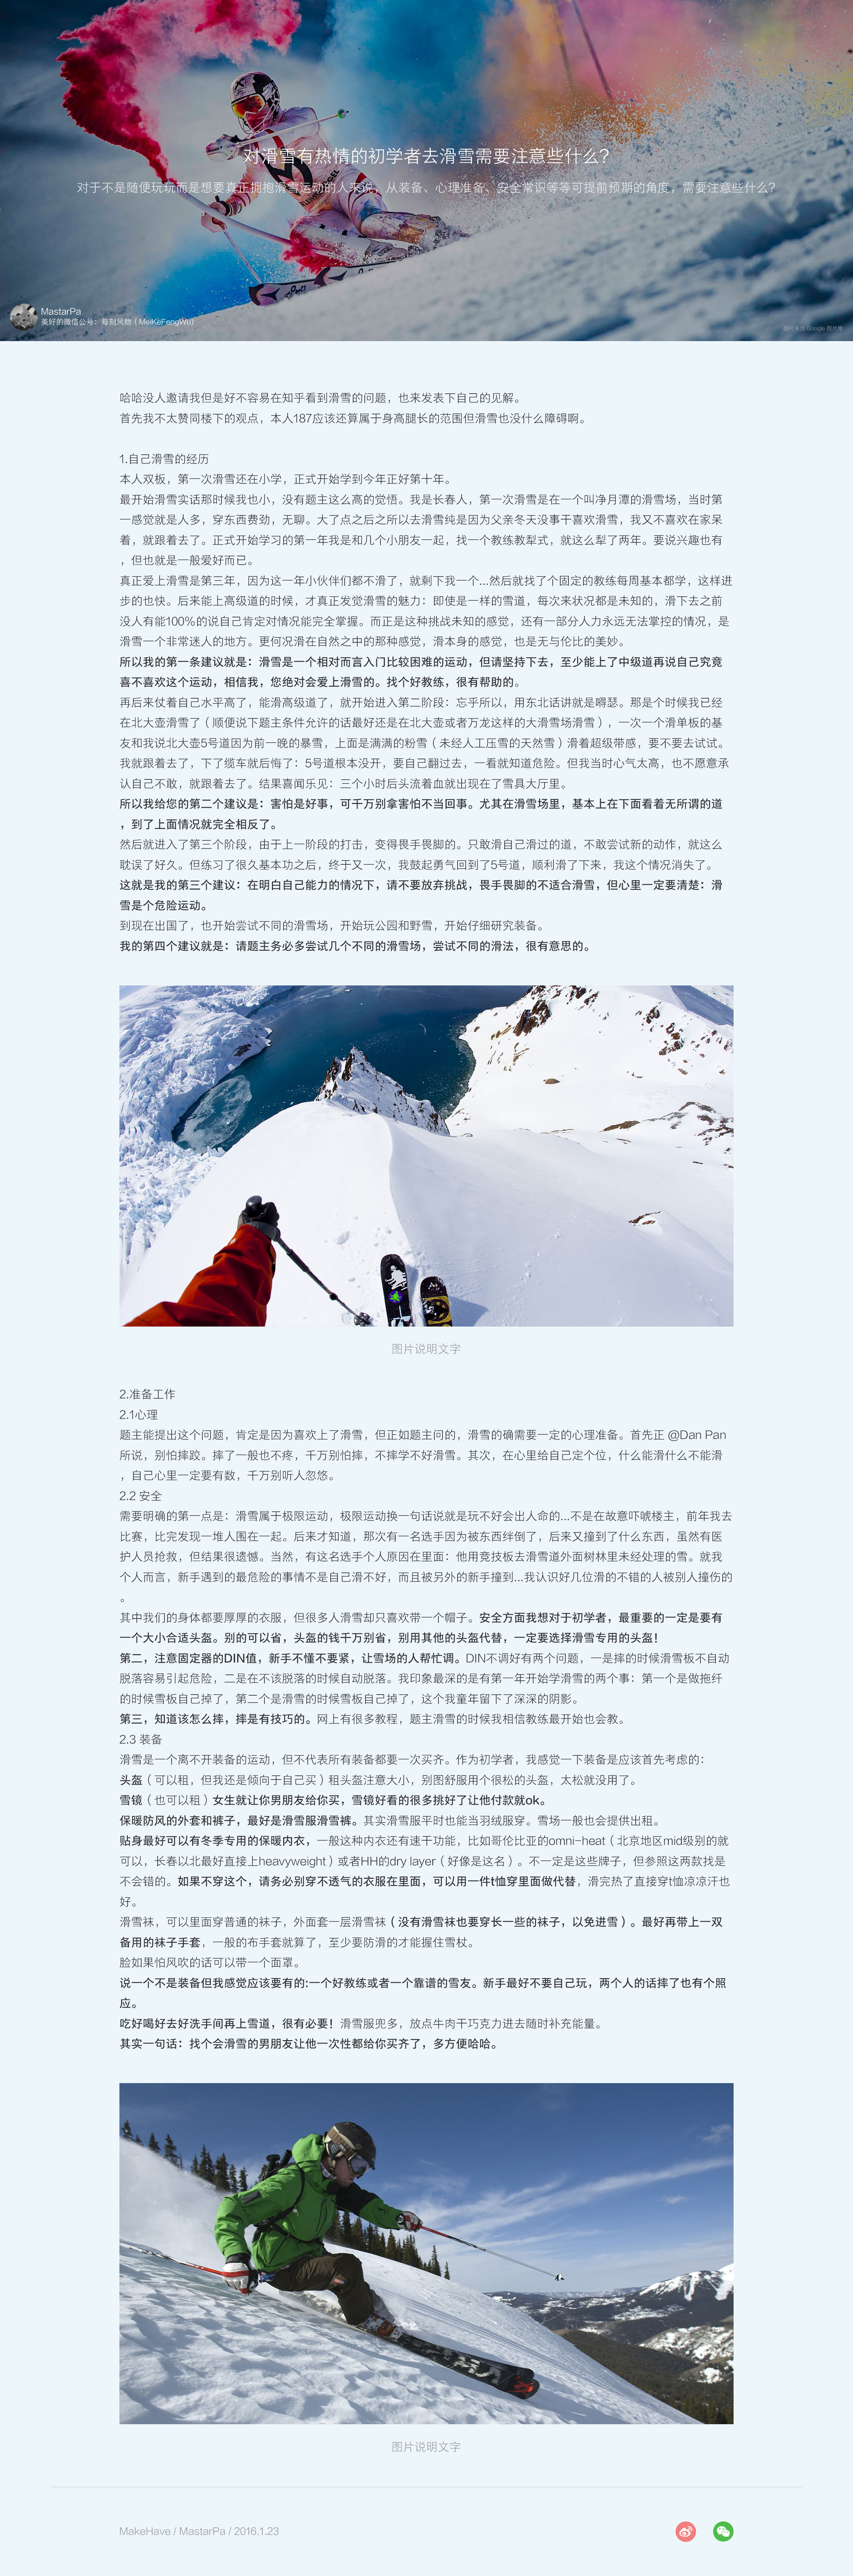 对滑雪有热情的初学者去滑雪需要注意些什么？
对于不是随便玩玩而是想要真正拥抱滑雪运动的人来说，从装备、心理准备、安全常识等等可提前预期的角度，需要注意些什么？
MastarPa
美好的微信公号：每刻风物（MeiKeFengWu）
图片来自 Google 图片库
哈哈没人邀请我但是好不容易在知乎看到滑雪的问题，也来发表下自己的见解。
首先我不太赞同楼下的观点，本人187应该还算属于身高腿长的范围但滑雪也没什么障碍啊。
1.自己滑雪的经历
本人双板，第一次滑雪还在小学，正式开始学到今年正好第十年。
最开始滑雪实话那时候我也小，没有题主这么高的觉悟。我是长春人，第一次滑雪是在一个叫净月潭的滑雪场，当时第
一感觉就是人多，穿东西费劲，无聊。大了点之后之所以去滑雪纯是因为父亲冬天没事干喜欢滑雪，我又不喜欢在家呆
着，就跟着去了。正式开始学习的第一年我是和几个小朋友一起，找一个教练教犁式，就这么犁了两年。要说兴趣也有
，但也就是一般爱好而已。
真正爱上滑雪是第三年，因为这一年小伙伴们都不滑了，就剩下我一个...然后就找了个固定的教练每周基本都学，这样进
步的也快。后来能上高级道的时候，才真正发觉滑雪的魅力：即使是一样的雪道，每次来状况都是未知的，滑下去之前
没人有能100%的说自己肯定对情况能完全掌握。而正是这种挑战未知的感觉，还有一部分人力永远无法掌控的情况，是
滑雪一个非常迷人的地方。更何况滑在自然之中的那种感觉，滑本身的感觉，也是无与伦比的美妙。
所以我的第一条建议就是：滑雪是一个相对而言入门比较困难的运动，但请坚持下去，至少能上了中级道再说自己究竟
喜不喜欢这个运动，相信我，您绝对会爱上滑雪的。找个好教练，很有帮助的。
再后来仗着自己水平高了，能滑高级道了，就开始进入第二阶段：忘乎所以，用东北话讲就是嘚瑟。那是个时候我已经
在北大壶滑雪了（顺便说下题主条件允许的话最好还是在北大壶或者万龙这样的大滑雪场滑雪），一次一个滑单板的基
友和我说北大壶5号道因为前一晚的暴雪，上面是满满的粉雪（未经人工压雪的天然雪）滑着超级带感，要不要去试试。
我就跟着去了，下了缆车就后悔了：5号道根本没开，要自己翻过去，一看就知道危险。但我当时心气太高，也不愿意承
认自己不敢，就跟着去了。结果喜闻乐见：三个小时后头流着血就出现在了雪具大厅里。
所以我给您的第二个建议是：害怕是好事，可千万别拿害怕不当回事。尤其在滑雪场里，基本上在下面看着无所谓的道
，到了上面情况就完全相反了。
然后就进入了第三个阶段，由于上一阶段的打击，变得畏手畏脚的。只敢滑自己滑过的道，不敢尝试新的动作，就这么
耽误了好久。但练习了很久基本功之后，终于又一次，我鼓起勇气回到了5号道，顺利滑了下来，我这个情况消失了。
这就是我的第三个建议：在明白自己能力的情况下，请不要放弃挑战，畏手畏脚的不适合滑雪，但心里一定要清楚：滑
雪是个危险运动。
到现在出国了，也开始尝试不同的滑雪场，开始玩公园和野雪，开始仔细研究装备。
我的第四个建议就是：请题主务必多尝试几个不同的滑雪场，尝试不同的滑法，很有意思的。
图片说明文字
2.准备工作
2.1心理
题主能提出这个问题，肯定是因为喜欢上了滑雪，但正如题主问的，滑雪的确需要一定的心理准备。首先正 @Dan Pan
所说，别怕摔跤。摔了一般也不疼，千万别怕摔，不摔学不好滑雪。其次，在心里给自己定个位，什么能滑什么不能滑
，自己心里一定要有数，千万别听人忽悠。
2.2 安全
需要明确的第一点是：滑雪属于极限运动，极限运动换一句话说就是玩不好会出人命的...不是在故意吓唬楼主，前年我去
比赛，比完发现一堆人围在一起。后来才知道，那次有一名选手因为被东西绊倒了，后来又撞到了什么东西，虽然有医
护人员抢救，但结果很遗憾。当然，有这名选手个人原因在里面：他用竞技板去滑雪道外面树林里未经处理的雪。就我
个人而言，新手遇到的最危险的事情不是自己滑不好，而且被另外的新手撞到...我认识好几位滑的不错的人被别人撞伤的
。
其中我们的身体都要厚厚的衣服，但很多人滑雪却只喜欢带一个帽子。安全方面我想对于初学者，最重要的一定是要有
一个大小合适头盔。别的可以省，头盔的钱千万别省，别用其他的头盔代替，一定要选择滑雪专用的头盔！
第二，注意固定器的DIN值，新手不懂不要紧，让雪场的人帮忙调。DIN不调好有两个问题，一是摔的时候滑雪板不自动
脱落容易引起危险，二是在不该脱落的时候自动脱落。我印象最深的是有第一年开始学滑雪的两个事：第一个是做拖纤
的时候雪板自己掉了，第二个是滑雪的时候雪板自己掉了，这个我童年留下了深深的阴影。
第三，知道该怎么摔，摔是有技巧的。网上有很多教程，题主滑雪的时候我相信教练最开始也会教。
2.3 装备
滑雪是一个离不开装备的运动，但不代表所有装备都要一次买齐。作为初学者，我感觉一下装备是应该首先考虑的：
头盔（可以租，但我还是倾向于自己买）租头盔注意大小，别图舒服用个很松的头盔，太松就没用了。
雪镜（也可以租）女生就让你男朋友给你买，雪镜好看的很多挑好了让他付款就ok。
保暖防风的外套和裤子，最好是滑雪服滑雪裤。其实滑雪服平时也能当羽绒服穿。雪场一般也会提供出租。
贴身最好可以有冬季专用的保暖内衣，一般这种内衣还有速干功能，比如哥伦比亚的omni-heat（北京地区mid级别的就
可以，长春以北最好直接上heavyweight）或者HH的dry layer（好像是这名）。不一定是这些牌子，但参照这两款找是
不会错的。如果不穿这个，请务必别穿不透气的衣服在里面，可以用一件t恤穿里面做代替，滑完热了直接穿t恤凉凉汗也
好。
滑雪袜，可以里面穿普通的袜子，外面套一层滑雪袜（没有滑雪袜也要穿长一些的袜子，以免进雪）。最好再带上一双
备用的袜子手套，一般的布手套就算了，至少要防滑的才能握住雪杖。
脸如果怕风吹的话可以带一个面罩。
说一个不是装备但我感觉应该要有的:一个好教练或者一个靠谱的雪友。新手最好不要自己玩，两个人的话摔了也有个照
应。
吃好喝好去好洗手间再上雪道，很有必要！滑雪服兜多，放点牛肉干巧克力进去随时补充能量。
其实一句话：找个会滑雪的男朋友让他一次性都给你买齐了，多方便哈哈。
图片说明文字
MakeHave / MastarPa / 2016.1.23